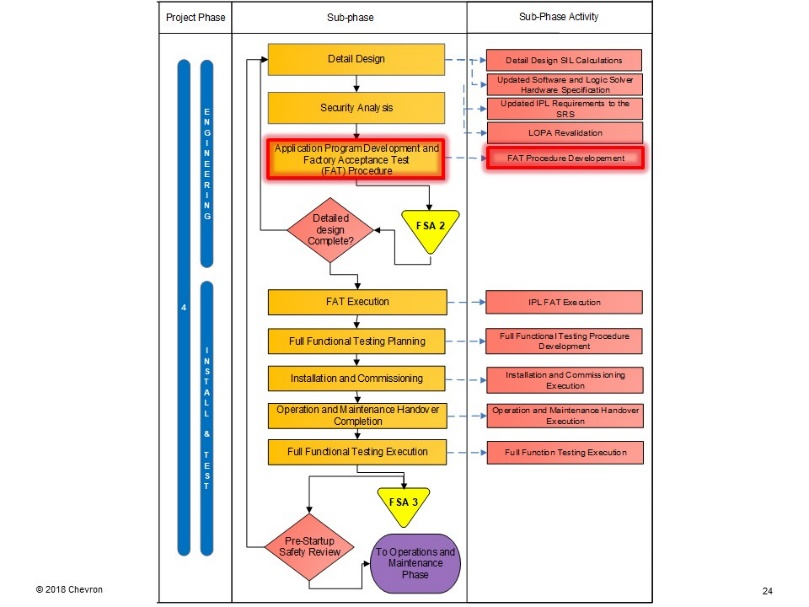 Project Phase
Sub-phase
Sub-Phase Activity
Detail Design
Detail Design SIL Calculations
Updated Software and Logic Solver
Hardware Specification
Security Analysis
Updated IPL Requirements to the
SRS
LOPA Revalidation
Application Program Development and
Factory Acceptance Test
(FAT) Procedure
FAT Procedure Developement
ENGINEERING
Detailed
design
Complete?
FSA 2
4
FAT Execution
IPL FAT Execution
Full Functional Testing Planning
Full Functional Testing Procedure
Development
INSTALL & TEST
Installation and Commissioning
Installation and Commissioning
Execution
Operation and Maintenance Handover
Completion
Operation and Maintenance Handover
Execution
Full Functional Testing Execution
Full Function Testing Execution
FSA 3
Pre-Startup
Safety Review
To Operations and
Maintenance
Phase
© 2018 Chevron
24